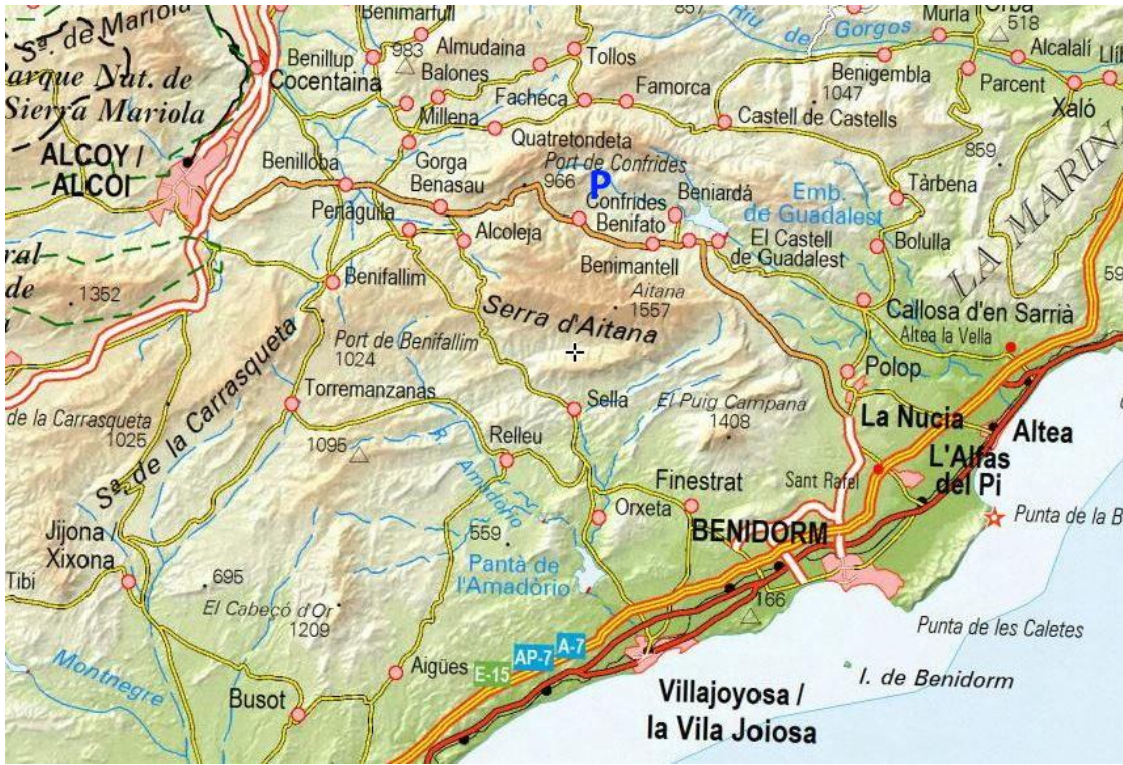 Sª. de Mariola
Parque Nat. de
Sierra Mariola
ALCOY /
ALCOI
Benillup
Cocentaina
Benimarfull
983
Almudaina
Balones
Millena
Gorga
Benasau
Benilloba
Penàguila
Tollos
Facheca
Famorca
Quatretondeta
Port de Confrides
966
P
Confrides
Benifato
Beniardá
Benimantell
857
Riu de Gorgos
Murla
Orba
518
Alcalalí
Llíb
Benigembla
1047
Parcent
Xaló
Castell de Castells
859
Tàrbena
LA MARINA
Emb.
de Guadalest
El Castell
de Guadalest
Bolulla
59
Callosa d'en Sarrià
Altea la Vella
Alcoleja
Benifallim
ral
de
1352
Port de Benifallim
1024
Serra d'Aitana
Aitana
1557
Polop
La Nucia
Altea
L'Alfàs
del Pi
Sant Rafel
Punta de la B
de la Carrasqueta
1025
Sª. de la Carrasqueta
Torremanzanas
1095
Sella
Relleu
R. Amadòrio
El Puig Campana
1408
Finestrat
Orxeta
BENIDORM
559
Pantà de
l'Amadòrio
Jijona /
Xixona
Tibi
695
El Cabeçó d'Or
1209
166
Punta de les Caletes
I. de Benidorm
Montnegre
Busot
Aigües
E-15
AP-7
A-7
Villajoyosa /
la Vila Joiosa